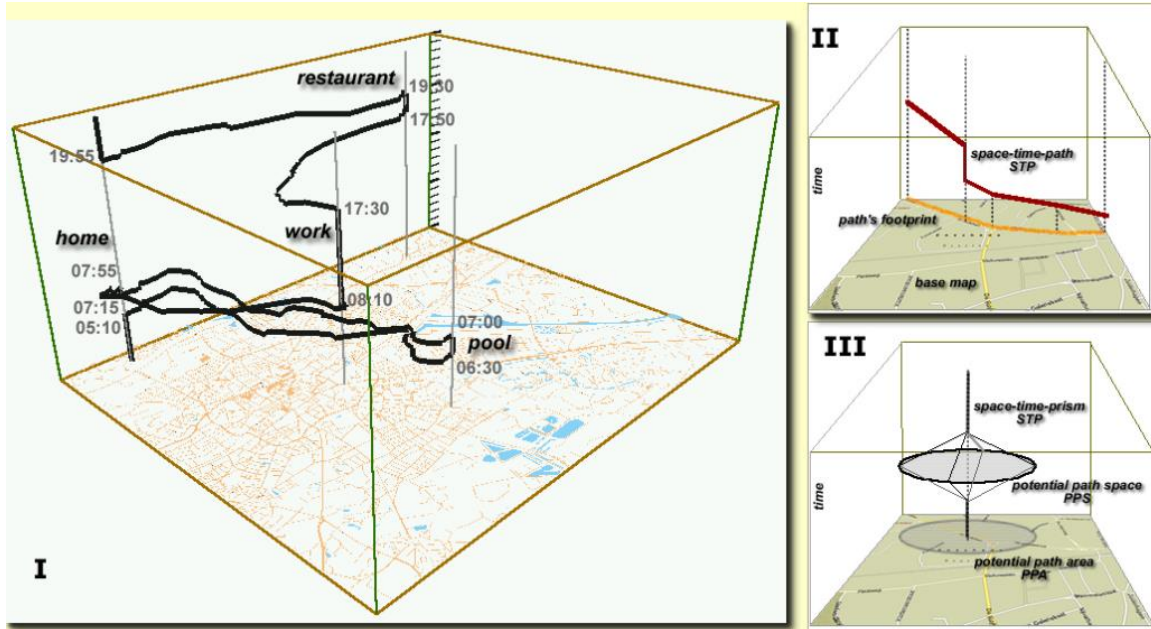 restaurant
19:30
17:50
19:55
17:30
work
home
07:55
08:10
07:15
05:10
07:00
pool
06:30
I
II
space-time-path
STP
time
path's footprint
base map
III
space-time-prism
STP
time
potential path space
PPS
potential path area
PPA